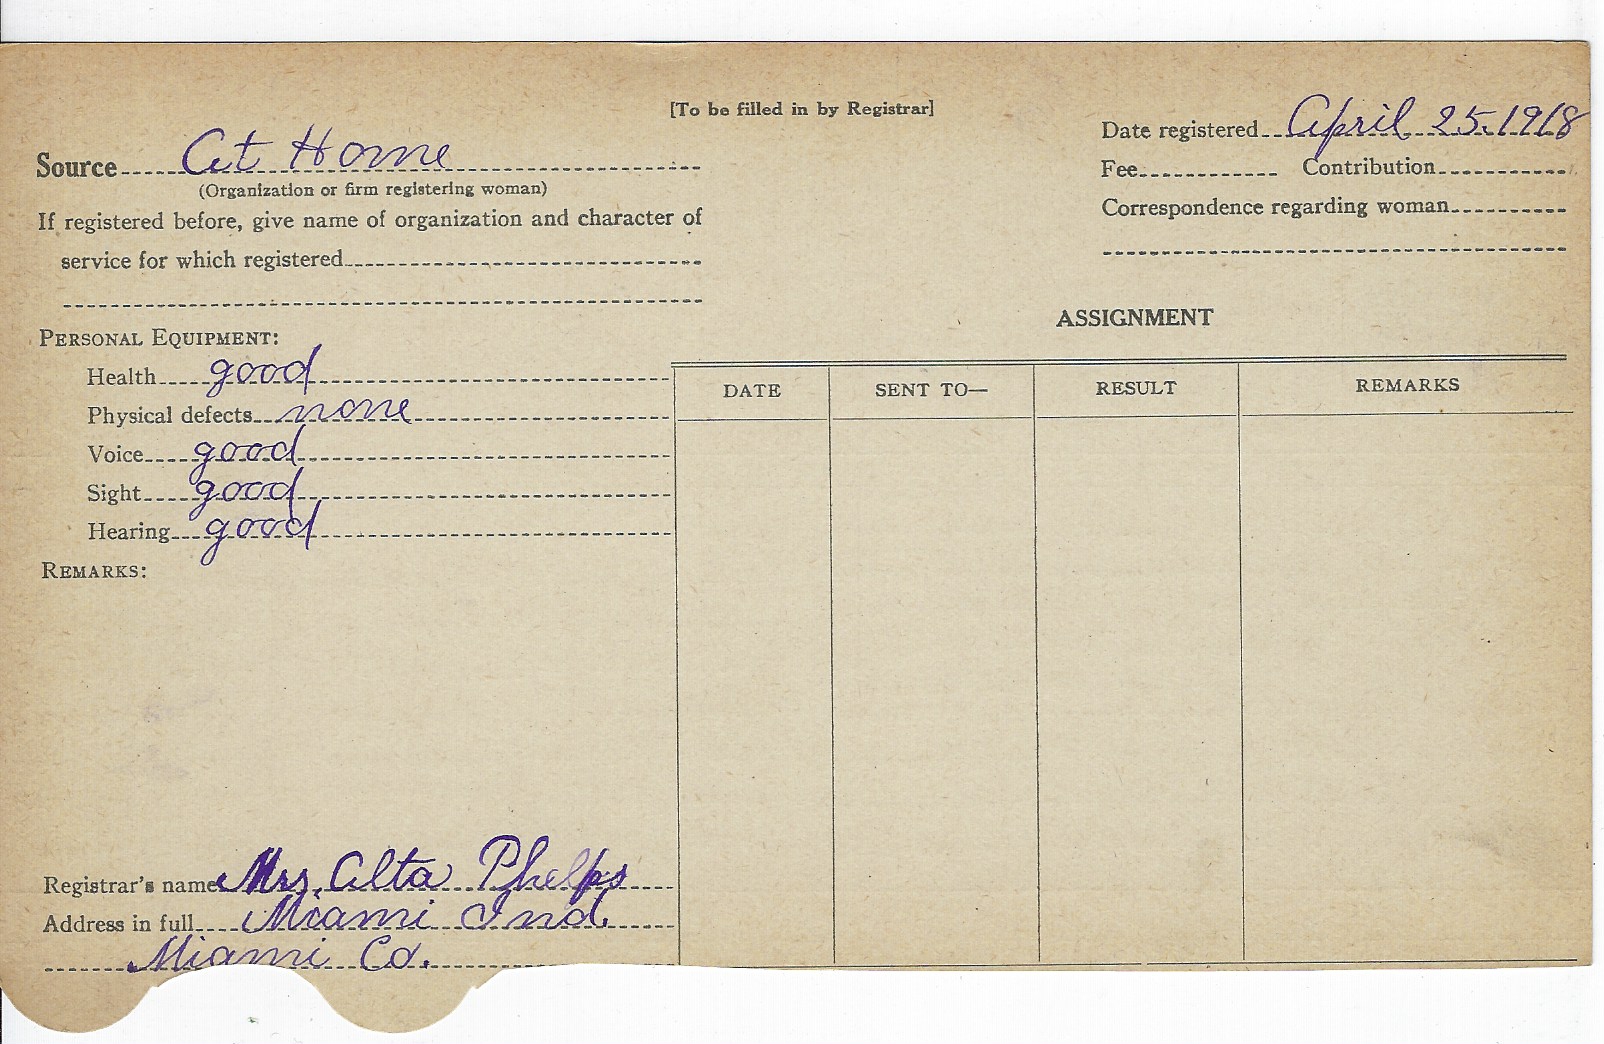 [To be filled in by Registrar]
Source At Home
(Organization or firm registering woman)
If registered before, give name of organization and character of
service for which registered
Date registered April 25, 1918
Fee Contribution
Correspondence regarding woman
PERSONAL EQUIPMENT:
Health good
Physical defects none
Voice good
Sight good
Hearing good
REMARKS:
Registrar's name Mrs. Alta Phelps
Address in full Miami Ind.
Miami Co.
ASSIGNMENT
DATE SENT TO— RESULT REMARKS